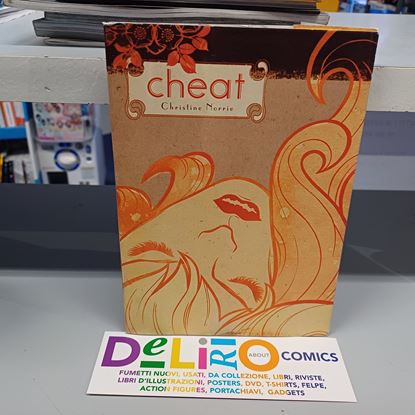 cheat
Christine Norrie
DeLiRiO ABOUT COMICS
FUMETTI NUOVI, USATI, DA COLLEZIONE, LIBRI, RIVISTE,
LIBRI D'ILLUSTRAZIONI, POSTERS, DVD, T-SHIRTS, FELPE,
ACTION FIGURES, PORTACHIAVI, GADGETS